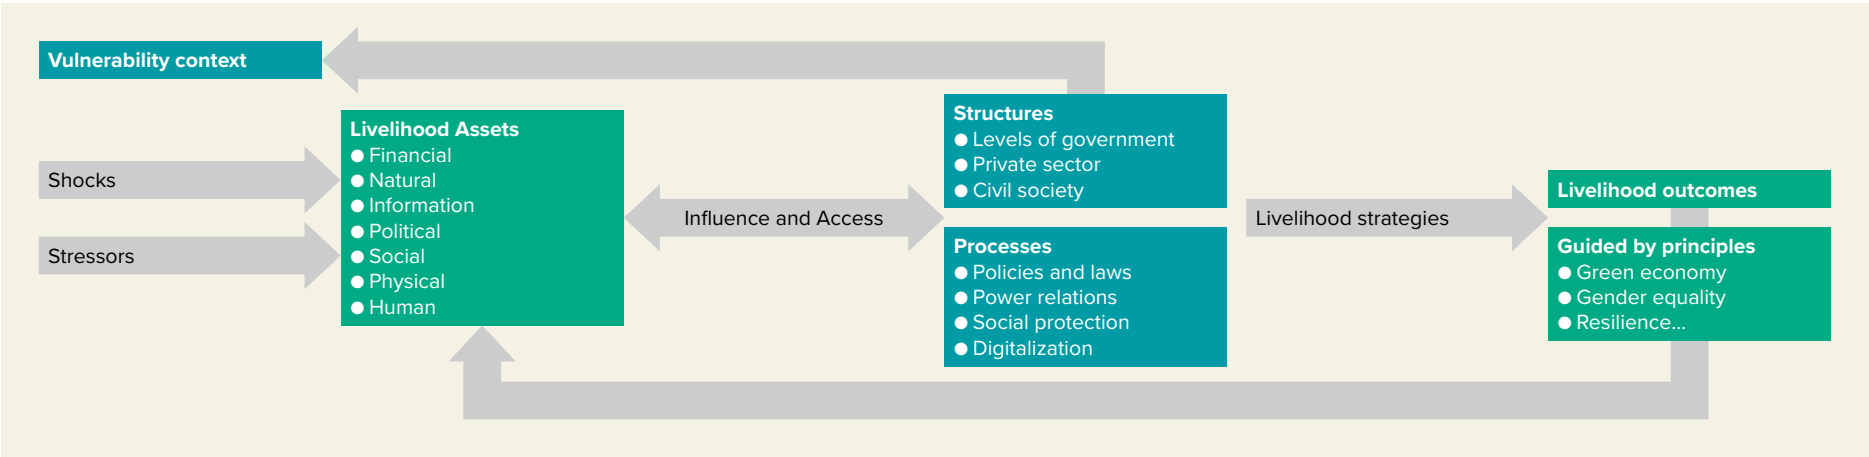 Vulnerability context
Shocks
Stressors
Livelihood Assets
● Financial
● Natural
● Information
● Political
● Social
● Physical
● Human
Influence and Access
Structures
● Levels of government
● Private sector
● Civil society
Processes
● Policies and laws
● Power relations
● Social protection
● Digitalization
Livelihood strategies
Livelihood outcomes
Guided by principles
● Green economy
● Gender equality
● Resilience...